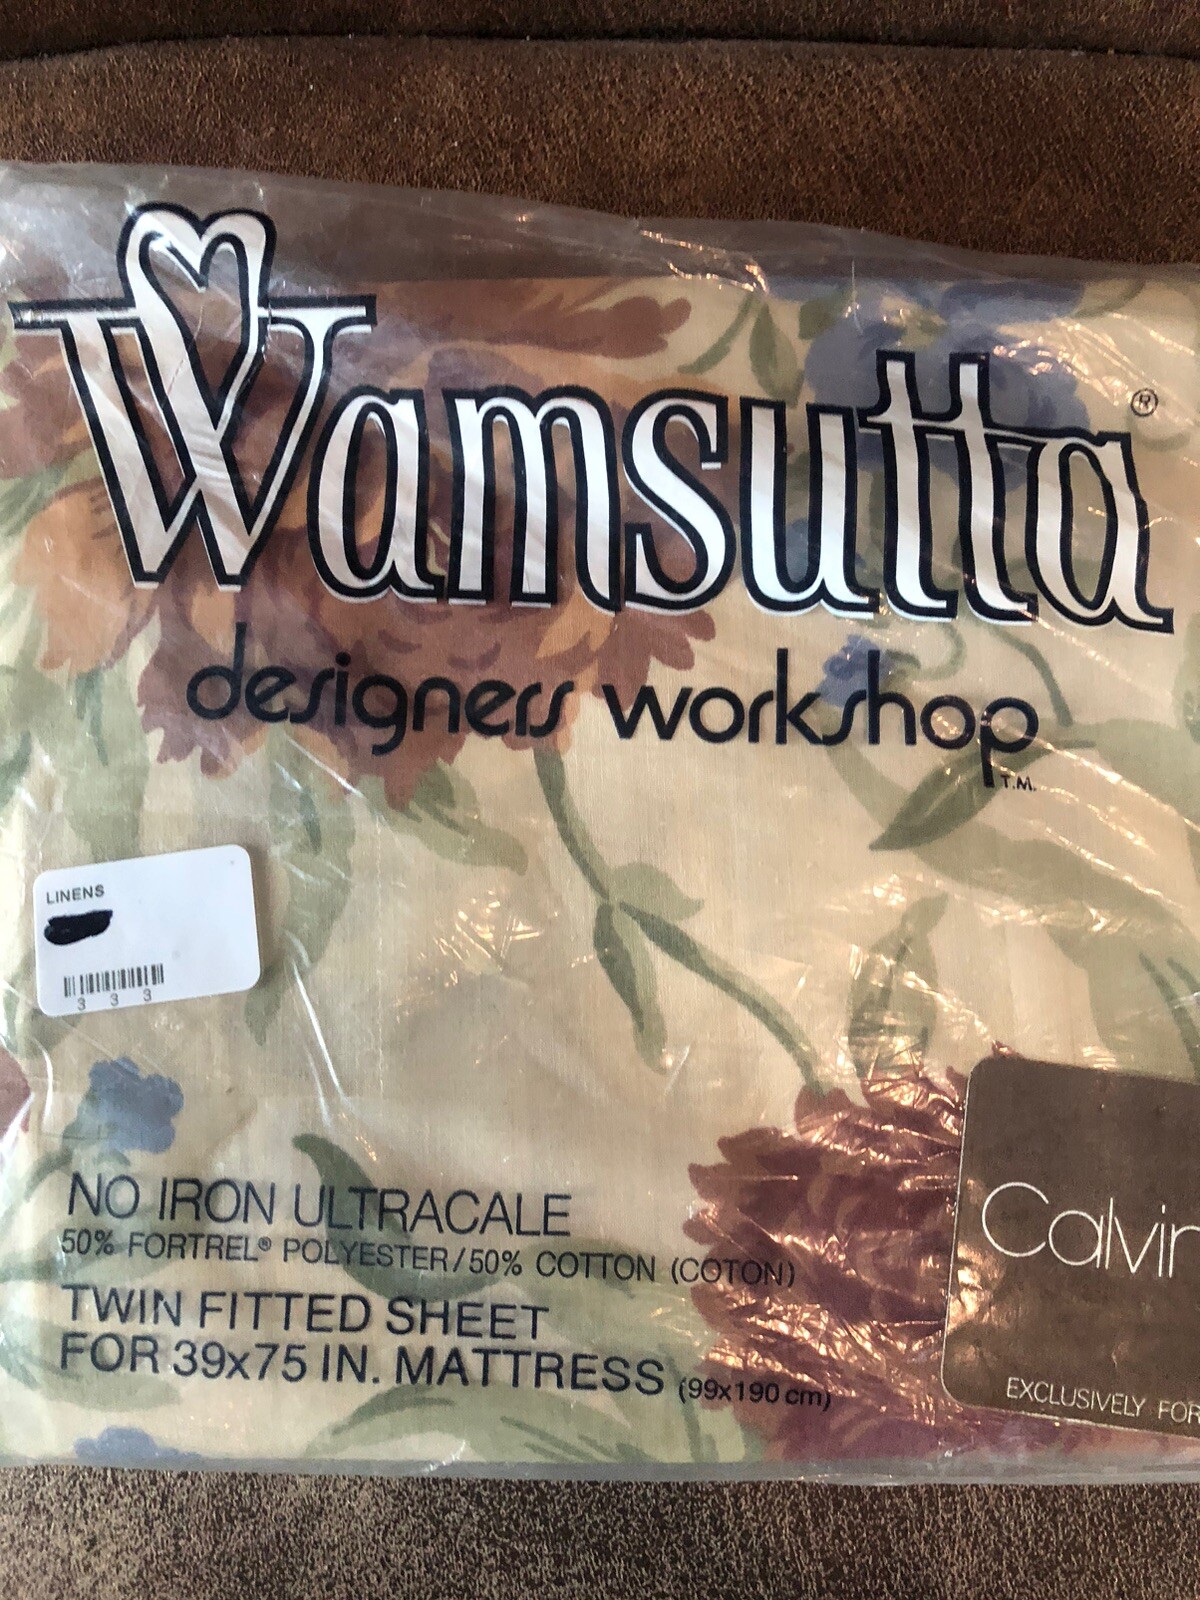 Wamsutta®
designers workshop
T.M.
LINENS
3 3 3
NO IRON ULTRACALE
50% FORTREL® POLYESTER/50% COTTON (COTON)
TWIN FITTED SHEET
FOR 39x75 IN. MATTRESS (99x190 cm)
Calvin
EXCLUSIVELY FOR